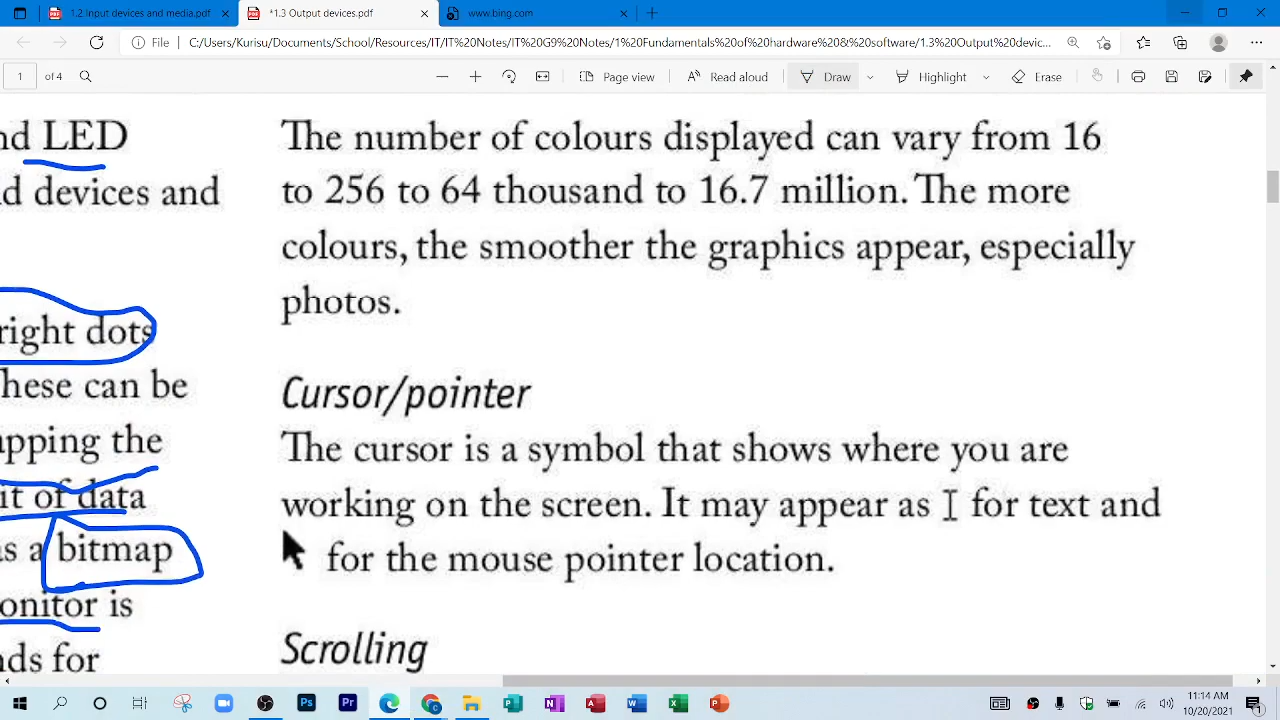 1.2 Input devices and media.pdf
*1.3 Output devices.pdf
www.bing.com
File
C:/Users/Kurisu/Documents/School/Resources/IT/IT%20Notes/IT%20G9%20Notes/1%20Fundamentals%20of%20hardware%20&%20software/1.3%20Output%20devic...
1 of 4
Page view
Read aloud
Draw
Highlight
Erase
nd LED
d devices and
right dots
hese can be
pping the
it of data
as a bitmap
onitor is
nds for
The number of colours displayed can vary from 16
to 256 to 64 thousand to 16.7 million. The more
colours, the smoother the graphics appear, especially
photos.
Cursor/pointer
The cursor is a symbol that shows where you are
working on the screen. It may appear as I for text and
for the mouse pointer location.
Scrolling
11:14 AM
10/20/2021